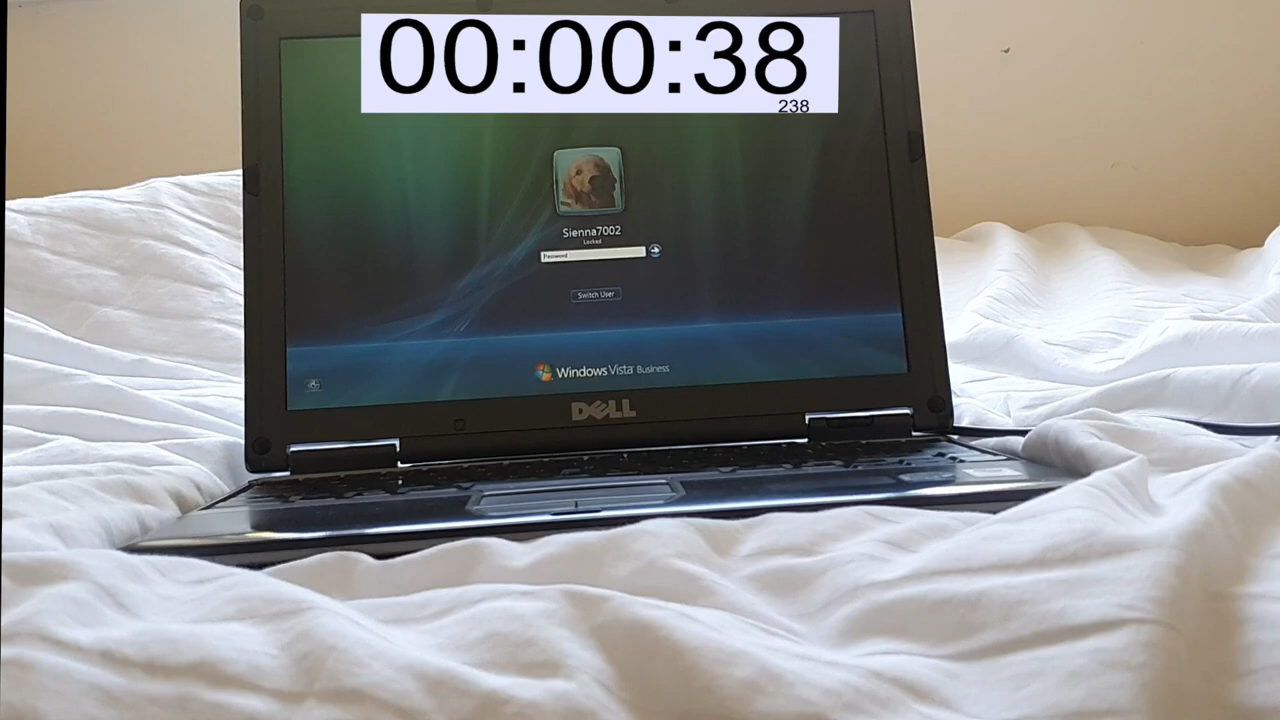 00:00:38
238
Sienna7002
Locked
Password
Switch User
Windows Vista Business
DELL